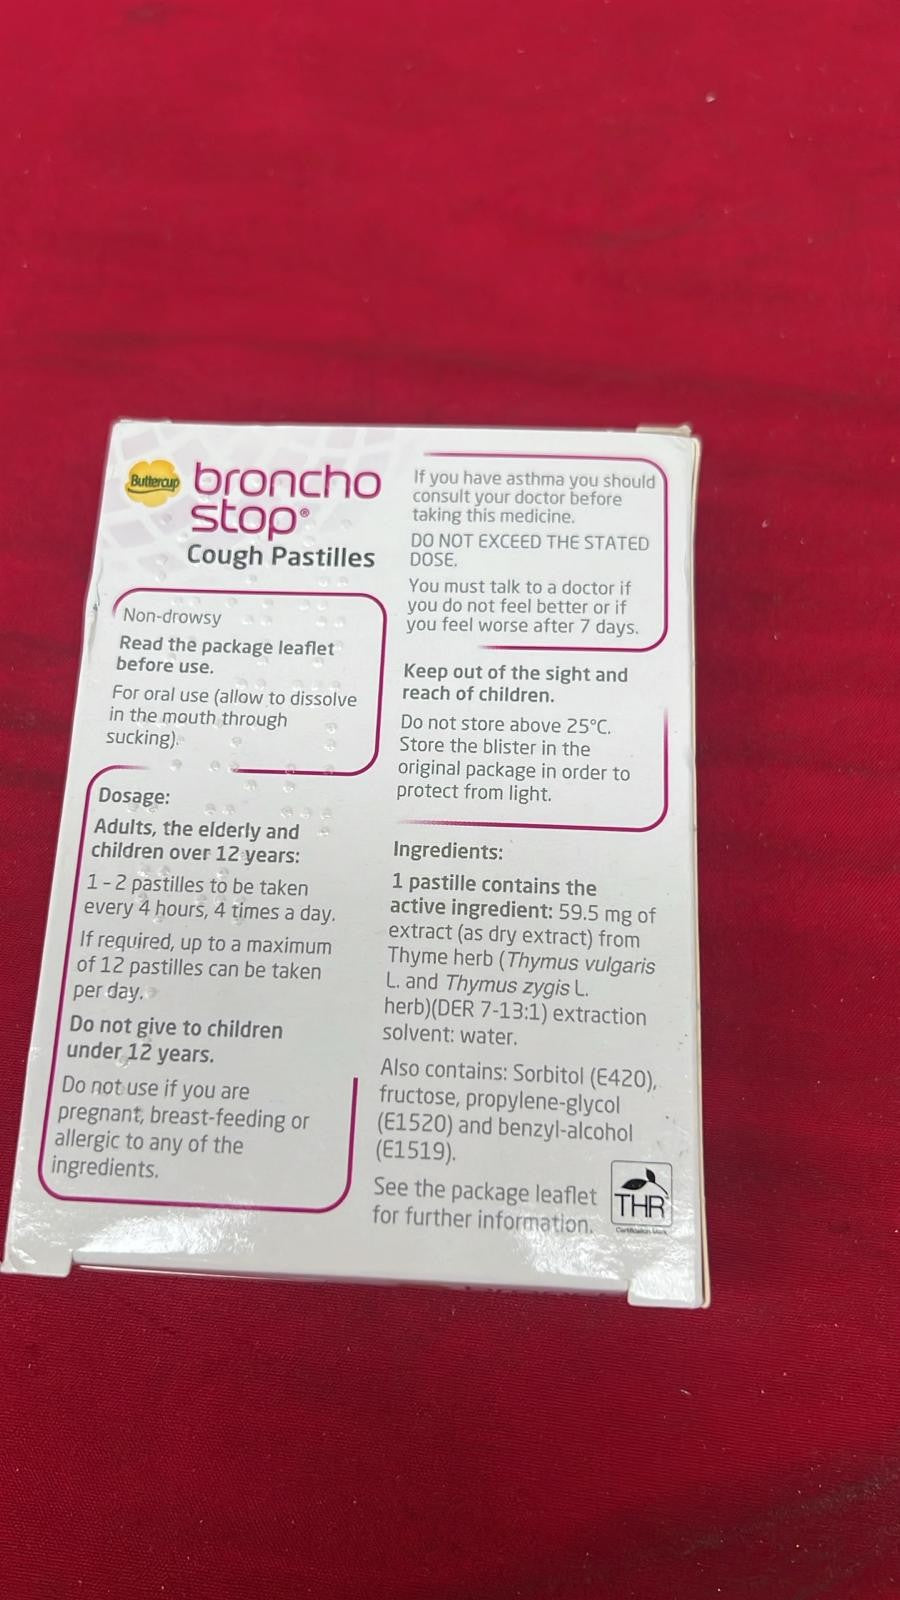 Buttercup
broncho
stop®
Cough Pastilles
Non-drowsy
Read the package leaflet
before use.
For oral use (allow to dissolve
in the mouth through
sucking).
Dosage:
Adults, the elderly and
children over 12 years:
1 - 2 pastilles to be taken
every 4 hours, 4 times a day.
If required, up to a maximum
of 12 pastilles can be taken
per day.
Do not give to children
under 12 years.
Do not use if you are
pregnant, breast-feeding or
allergic to any of the
ingredients.
If you have asthma you should
consult your doctor before
taking this medicine.
DO NOT EXCEED THE STATED
DOSE.
You must talk to a doctor if
you do not feel better or if
you feel worse after 7 days.
Keep out of the sight and
reach of children.
Do not store above 25°C.
Store the blister in the
original package in order to
protect from light.
Ingredients:
1 pastille contains the
active ingredient: 59.5 mg of
extract (as dry extract) from
Thyme herb (Thymus vulgaris
L. and Thymus zygis L.
herb)(DER 7-13:1) extraction
solvent: water.
Also contains: Sorbitol (E420),
fructose, propylene-glycol
(E1520) and benzyl-alcohol
(E1519).
See the package leaflet
for further information.
THR
Certification Mark